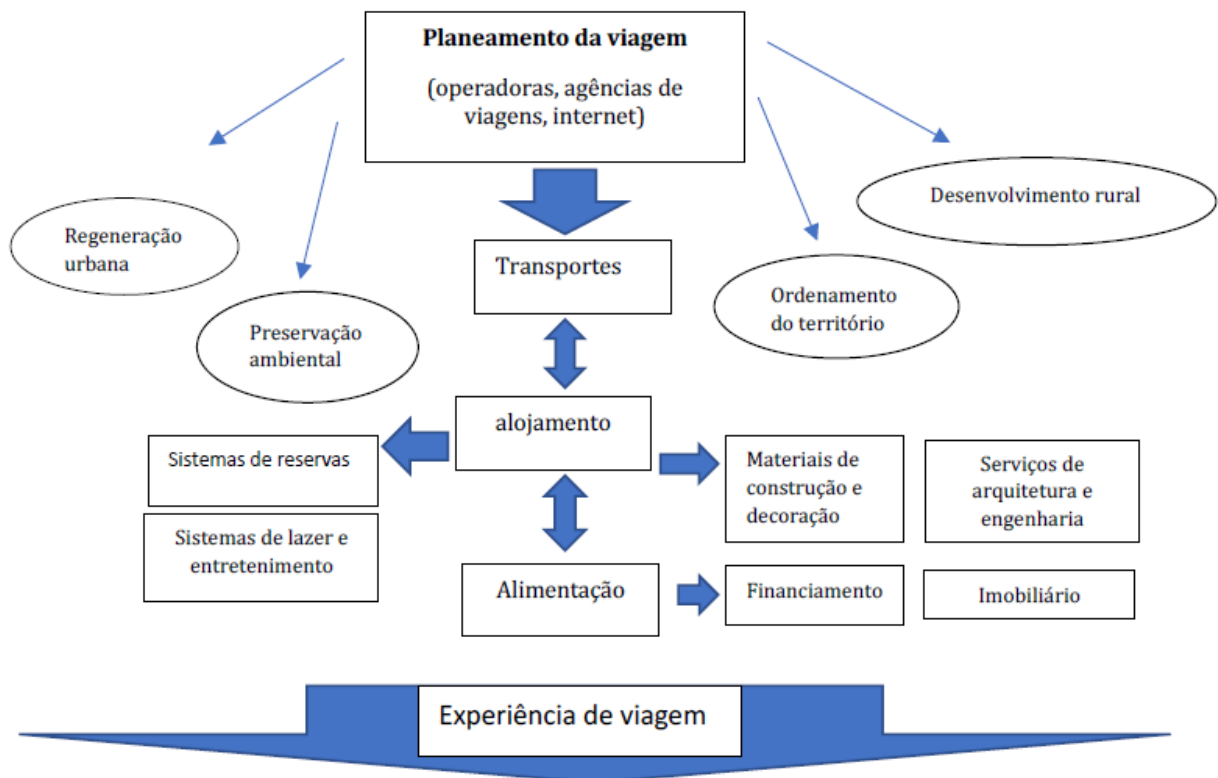 Planeamento da viagem
(operadoras, agências de
viagens, internet)
Desenvolvimento rural
Regeneração
urbana
Transportes
Ordenamento
do território
Preservação
ambiental
alojamento
Sistemas de reservas
Materiais de
construção e
decoração
Serviços de
arquitetura e
engenharia
Sistemas de lazer e
entretenimento
Alimentação
Financiamento
Imobiliário
Experiência de viagem